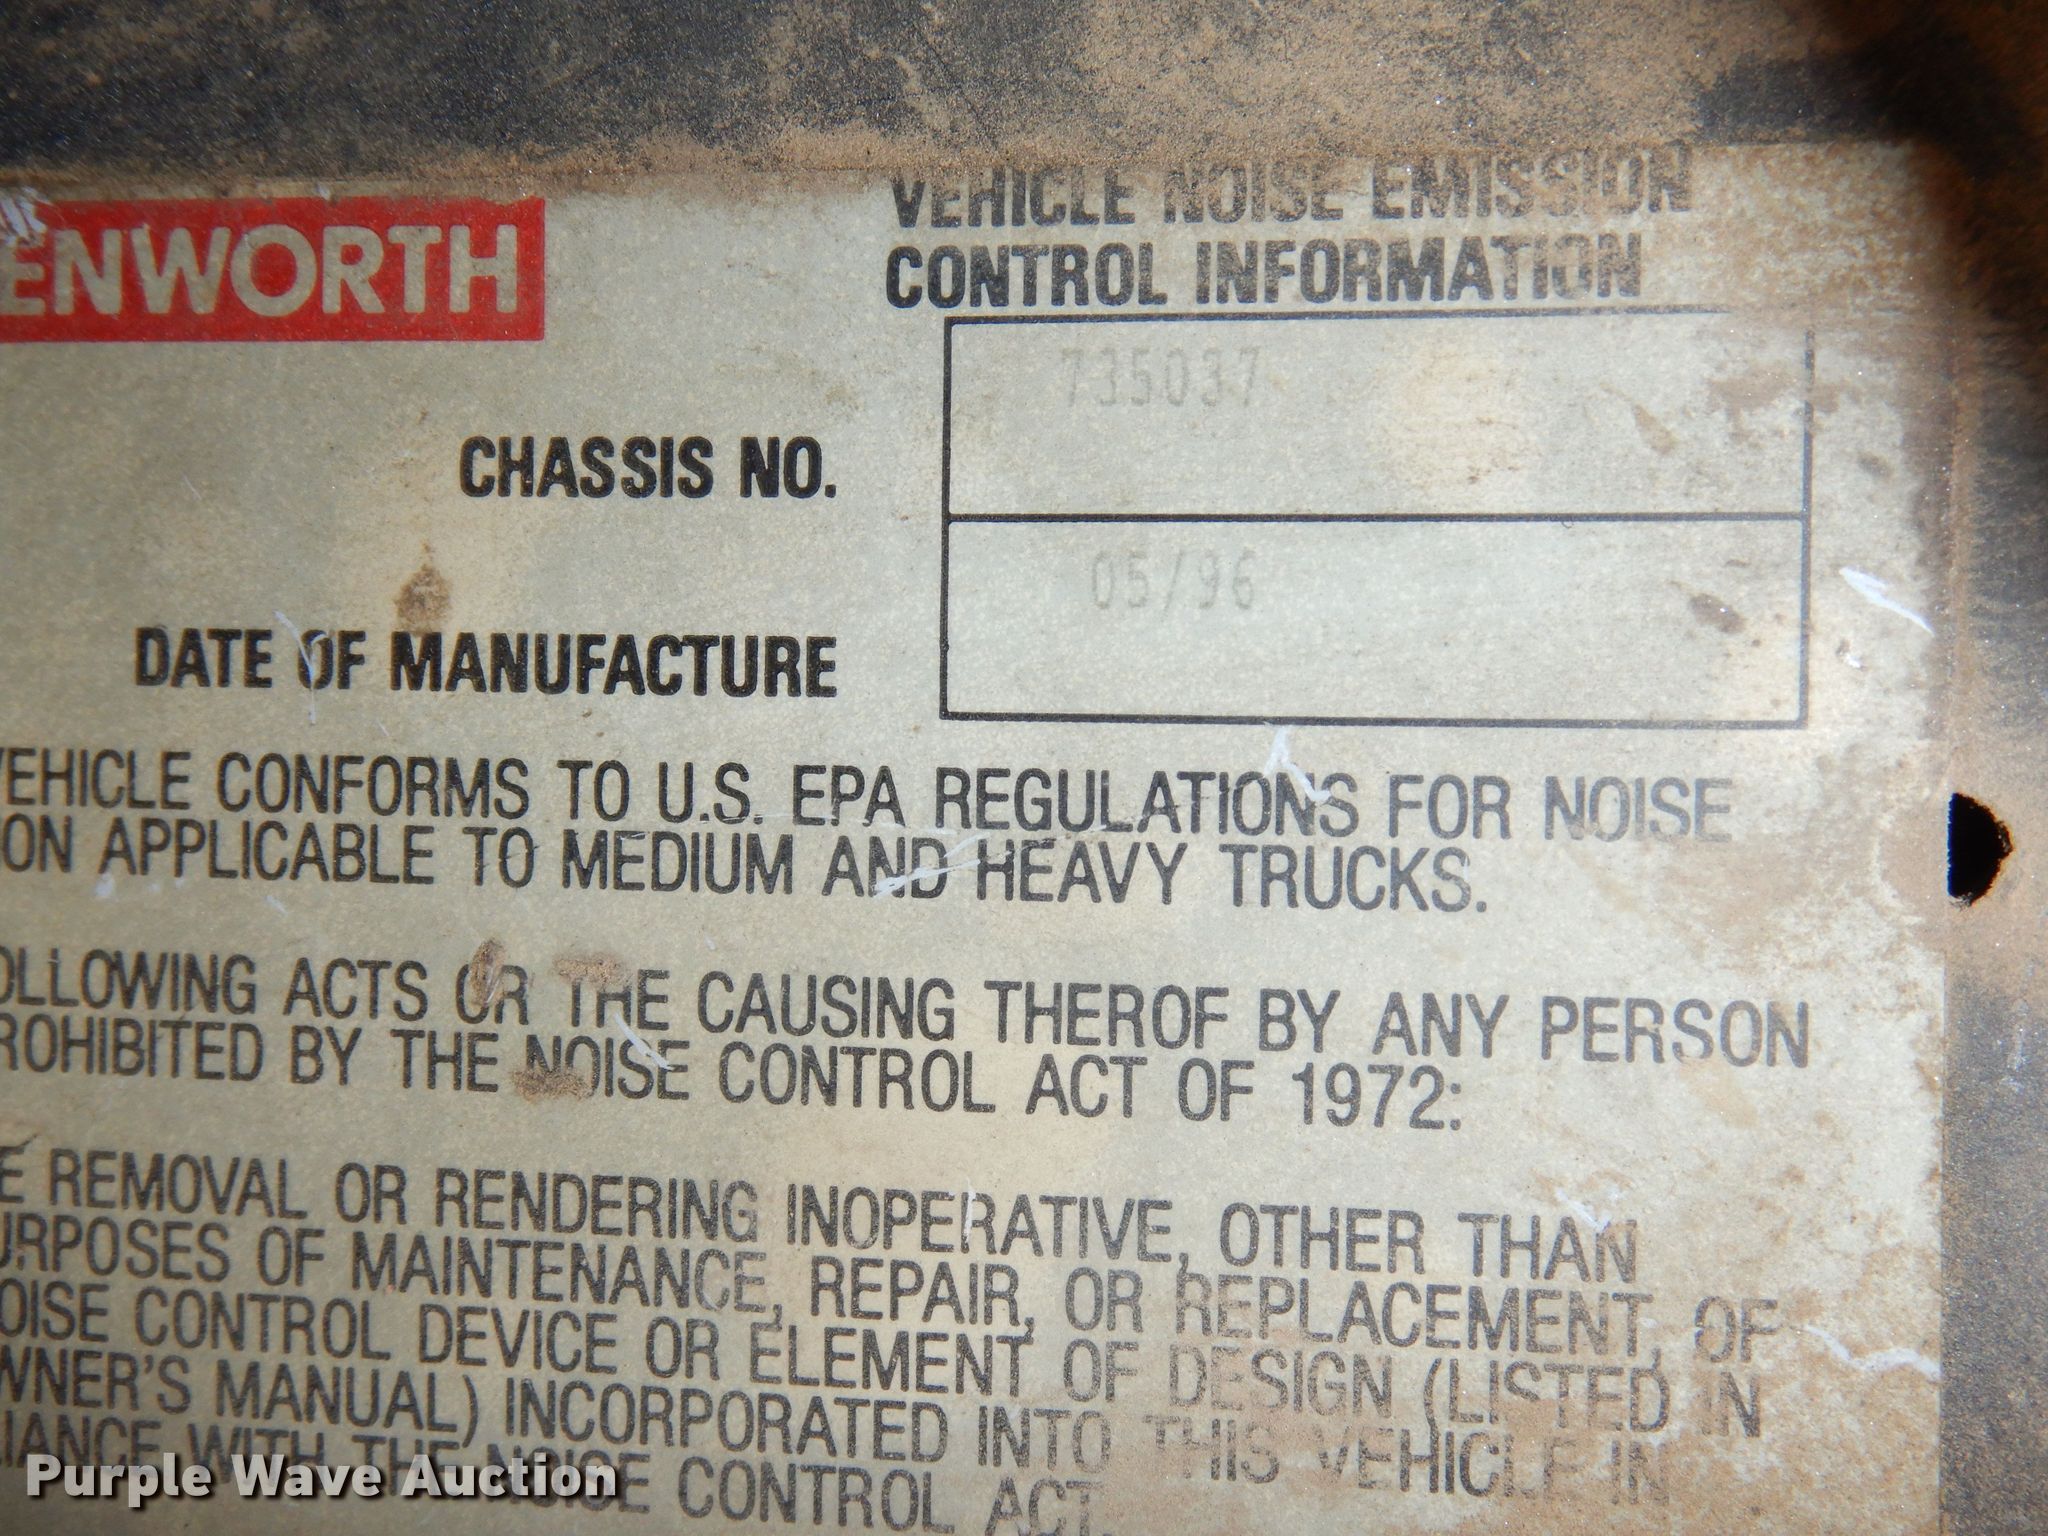 ENWORTH
VEHICLE NOISE EMISSION
CONTROL INFORMATION
CHASSIS NO.
735037
DATE OF MANUFACTURE
05/96
VEHICLE CONFORMS TO U.S. EPA REGULATIONS FOR NOISE
ON APPLICABLE TO MEDIUM AND HEAVY TRUCKS.
OLLOWING ACTS OR THE CAUSING THEROF BY ANY PERSON
ROHIBITED BY THE NOISE CONTROL ACT OF 1972:
E REMOVAL OR RENDERING INOPERATIVE, OTHER THAN
URPOSES OF MAINTENANCE, REPAIR, OR REPLACEMENT, OF
OISE CONTROL DEVICE OR ELEMENT OF DESIGN (LISTED IN
WNER'S MANUAL) INCORPORATED INTO THIS VEHICLE IN
LIANCE WITH THE NOISE CONTROL ACT.
Purple Wave Auction